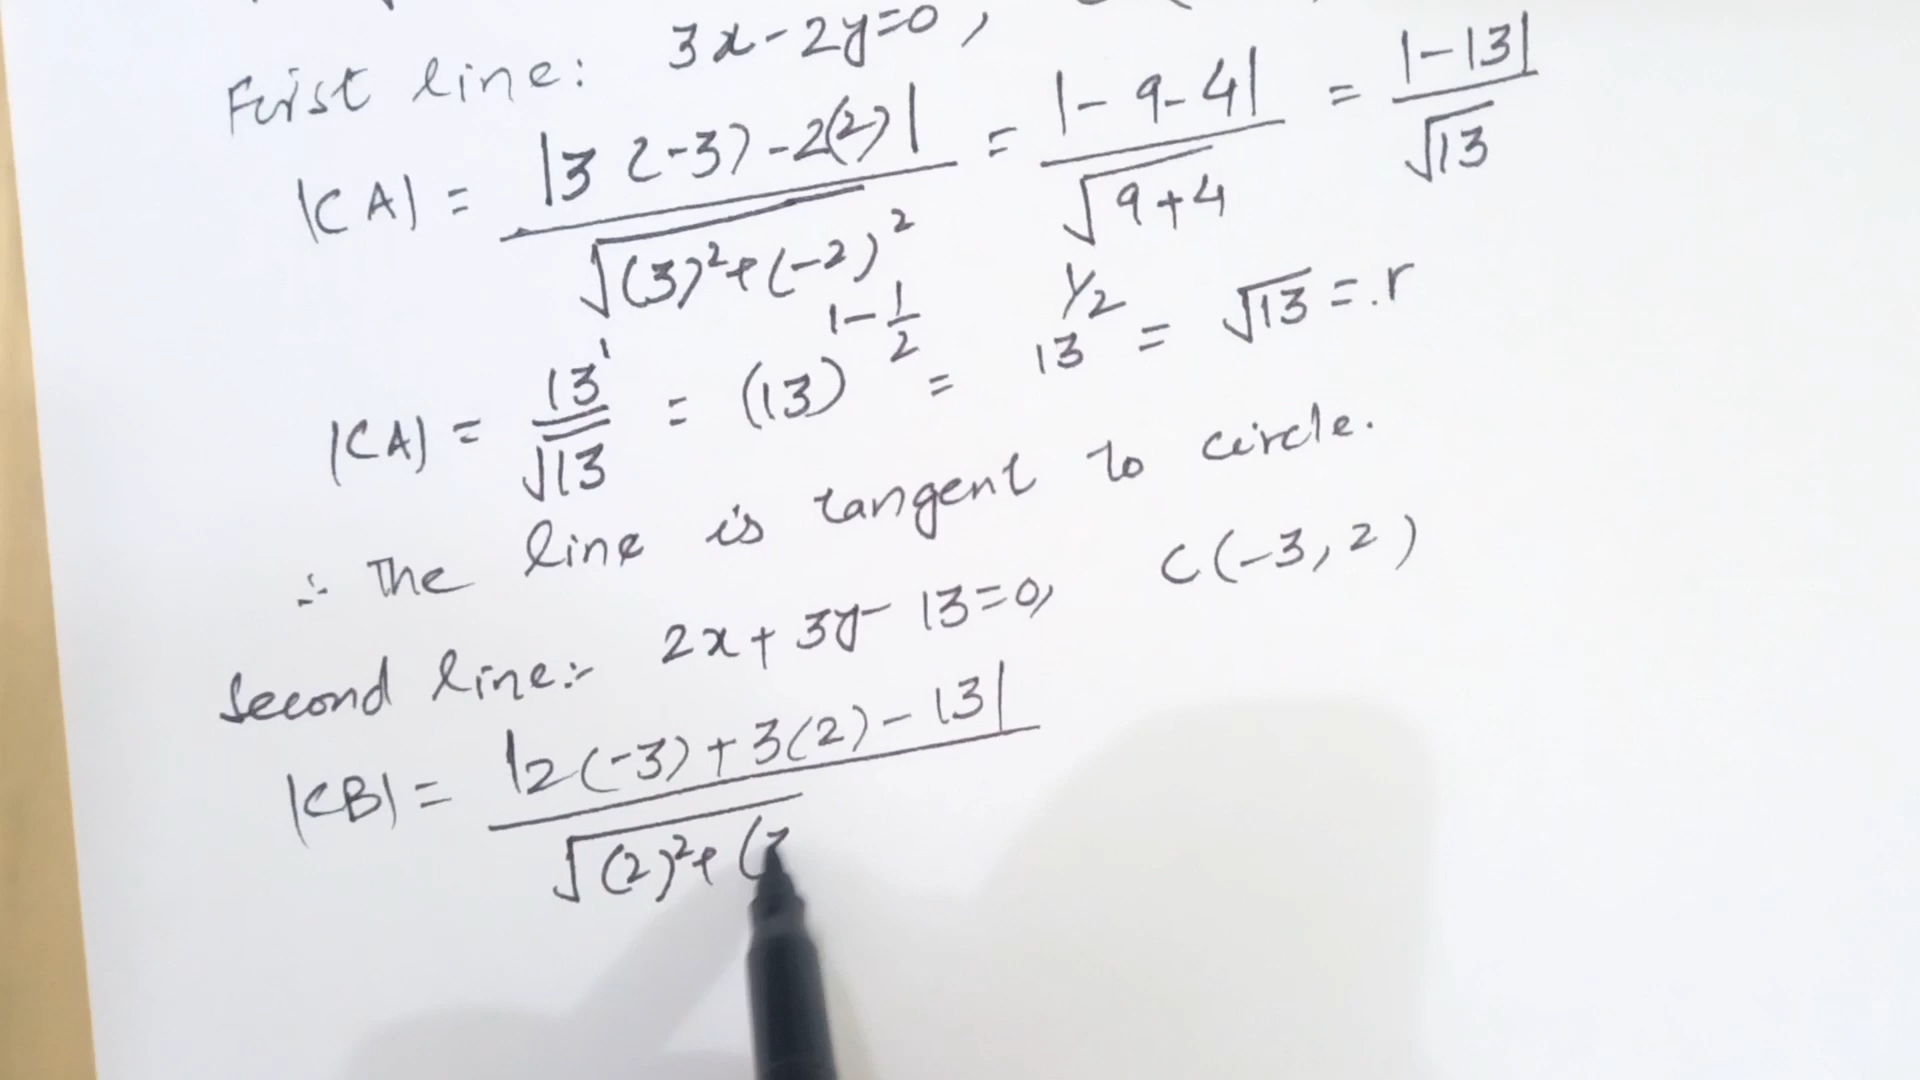 First line: 3x-2y=0,
|CA| = |3(-3)-2(2)| / √(3)²+(-2)² = |-9-4| / √9+4 = |-13| / √13
|CA| = 13¹ / √13 = (13)^1-1/2 = 13^1/2 = √13 = r
∴ The line is tangent to circle.
Second line:- 2x+3y-13=0, C(-3,2)
|CB| = |2(-3)+3(2)-13| / √(2)²+(